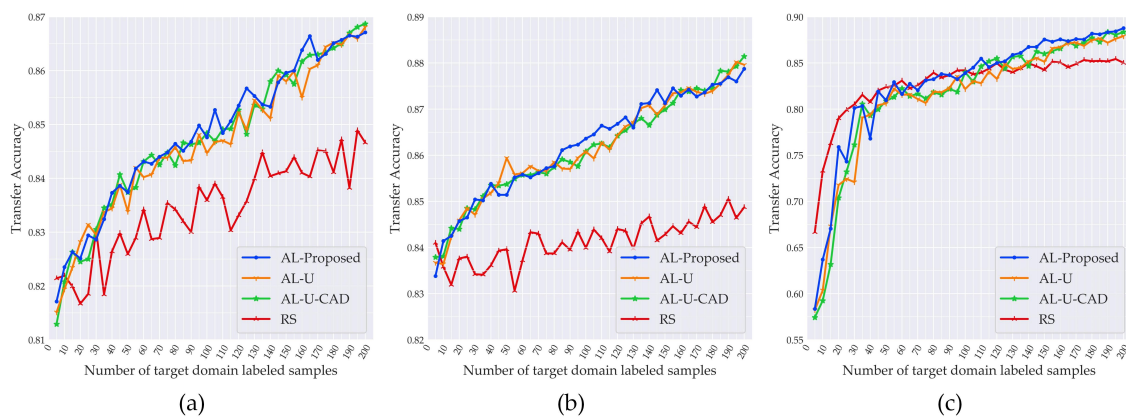 Transfer Accuracy
0.87
0.86
0.85
0.84
0.83
0.82
0.81
AL-Proposed
AL-U
AL-U-CAD
RS
0 10 20 30 40 50 60 70 80 90 100 110 120 130 140 150 160 170 180 190 200
Number of target domain labeled samples
(a)
Transfer Accuracy
0.89
0.88
0.87
0.86
0.85
0.84
0.83
0.82
AL-Proposed
AL-U
AL-U-CAD
RS
0 10 20 30 40 50 60 70 80 90 100 110 120 130 140 150 160 170 180 190 200
Number of target domain labeled samples
(b)
Transfer Accuracy
0.90
0.85
0.80
0.75
0.70
0.65
0.60
0.55
AL-Proposed
AL-U
AL-U-CAD
RS
0 10 20 30 40 50 60 70 80 90 100 110 120 130 140 150 160 170 180 190 200
Number of target domain labeled samples
(c)